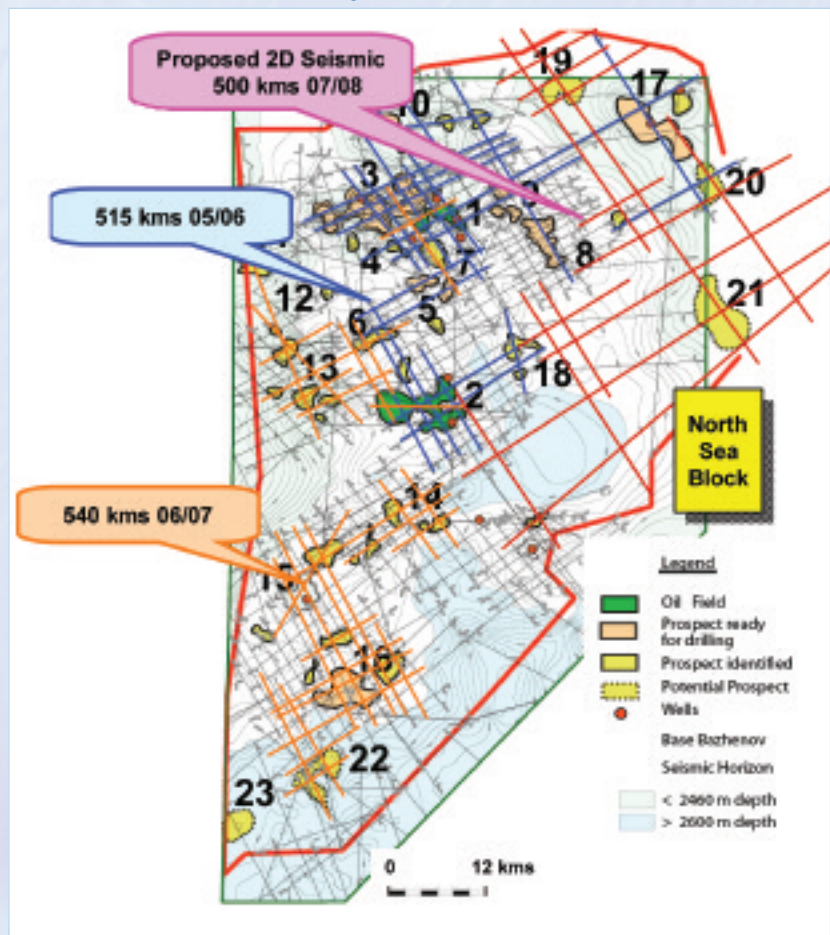 Proposed 2D Seismic
500 kms 07/08
19
17
10
3
515 kms 05/06
1
9
20
4
7
8
12
5
21
6
13
18
2
North
Sea
Block
14
540 kms 06/07
15
Legend
Oil Field
Prospect ready
for drilling
Prospect identified
Potential Prospect
16
Wells
Base Bazhenov
Seismic Horizon
22
< 2460 m depth
23
> 2600 m depth
0 12 kms